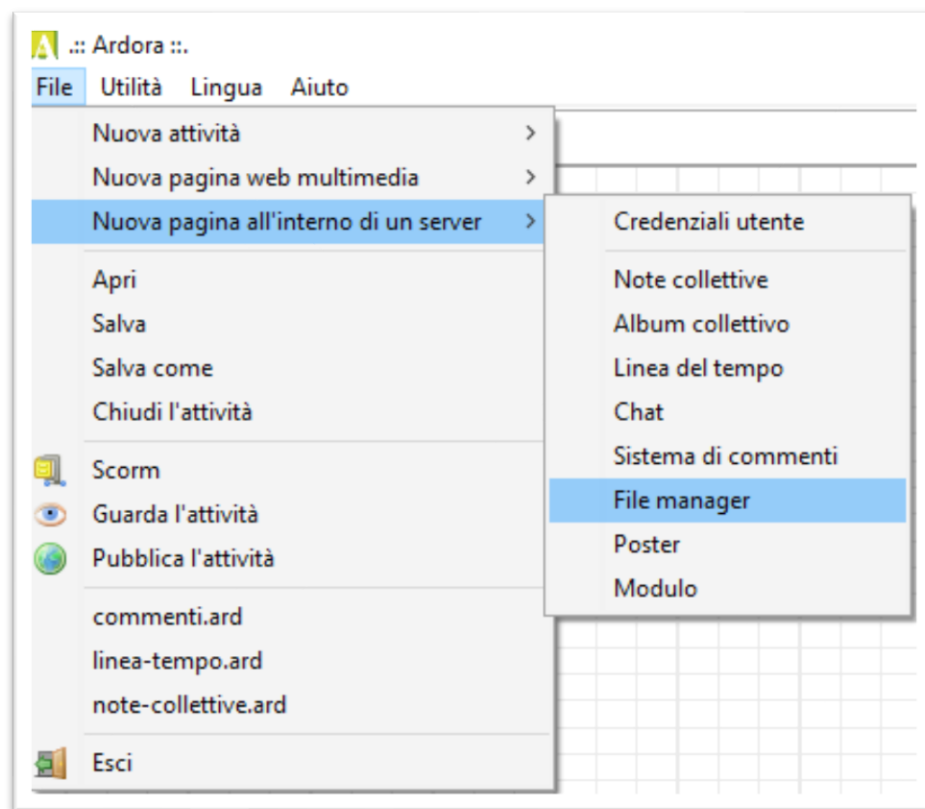 .:: Ardora ::.
File Utilità Lingua Aiuto
Nuova attività
Nuova pagina web multimedia
Nuova pagina all'interno di un server
Apri
Salva
Salva come
Chiudi l'attività
Scorm
Guarda l'attività
Pubblica l'attività
commenti.ard
linea-tempo.ard
note-collettive.ard
Esci
Credenziali utente
Note collettive
Album collettivo
Linea del tempo
Chat
Sistema di commenti
File manager
Poster
Modulo